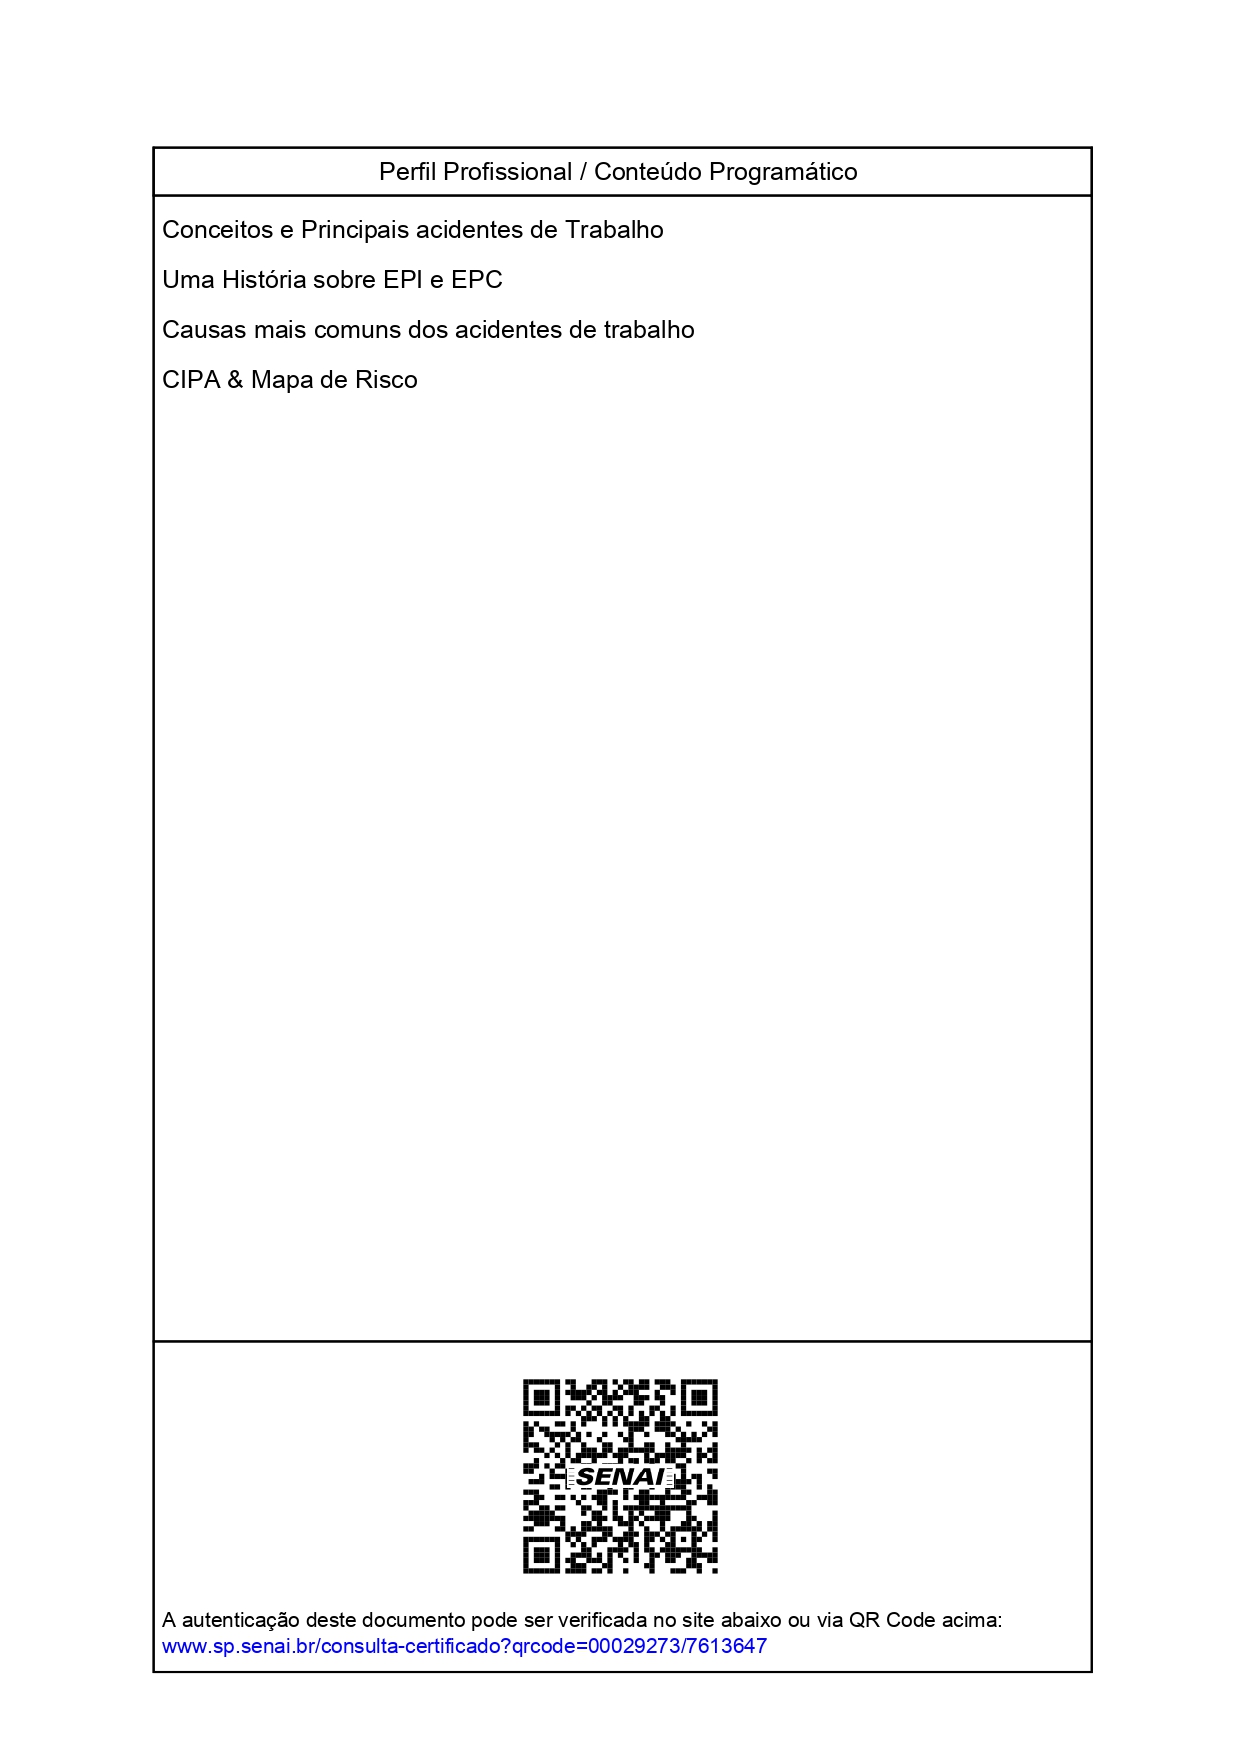 Perfil Profissional / Conteúdo Programático
Conceitos e Principais acidentes de Trabalho
Uma História sobre EPI e EPC
Causas mais comuns dos acidentes de trabalho
CIPA & Mapa de Risco
SENAI
A autenticação deste documento pode ser verificada no site abaixo ou via QR Code acima:
www.sp.senai.br/consulta-certificado?qrcode=00029273/7613647